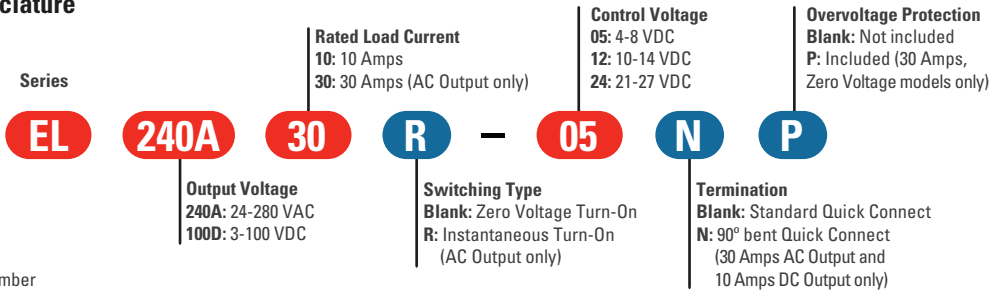 clature
Control Voltage
05: 4-8 VDC
12: 10-14 VDC
24: 21-27 VDC
Overvoltage Protection
Blank: Not included
P: Included (30 Amps,
Zero Voltage models only)
Rated Load Current
10: 10 Amps
30: 30 Amps (AC Output only)
Series
EL 240A 30 R – 05 N P
Output Voltage
240A: 24-280 VAC
100D: 3-100 VDC
Switching Type
Blank: Zero Voltage Turn-On
R: Instantaneous Turn-On
(AC Output only)
Termination
Blank: Standard Quick Connect
N: 90º bent Quick Connect
(30 Amps AC Output and
10 Amps DC Output only)
mber